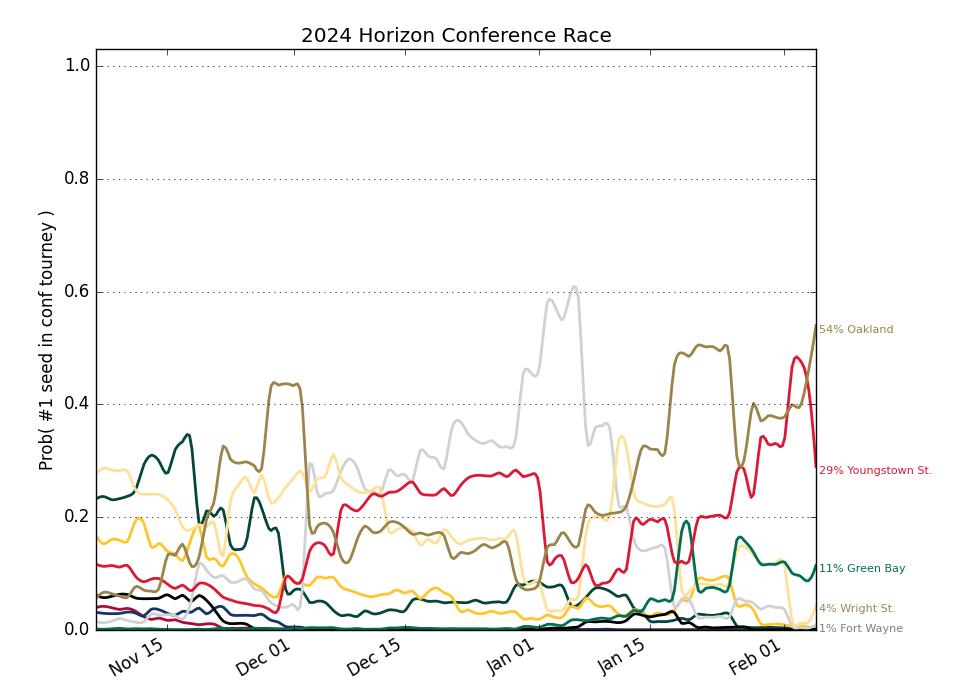 2024 Horizon Conference Race
Prob( #1 seed in conf tourney )
1.0
0.8
0.6
0.4
0.2
0.0
54% Oakland
29% Youngstown St.
11% Green Bay
4% Wright St.
1% Fort Wayne
Nov 15
Dec 01
Dec 15
Jan 01
Jan 15
Feb 01